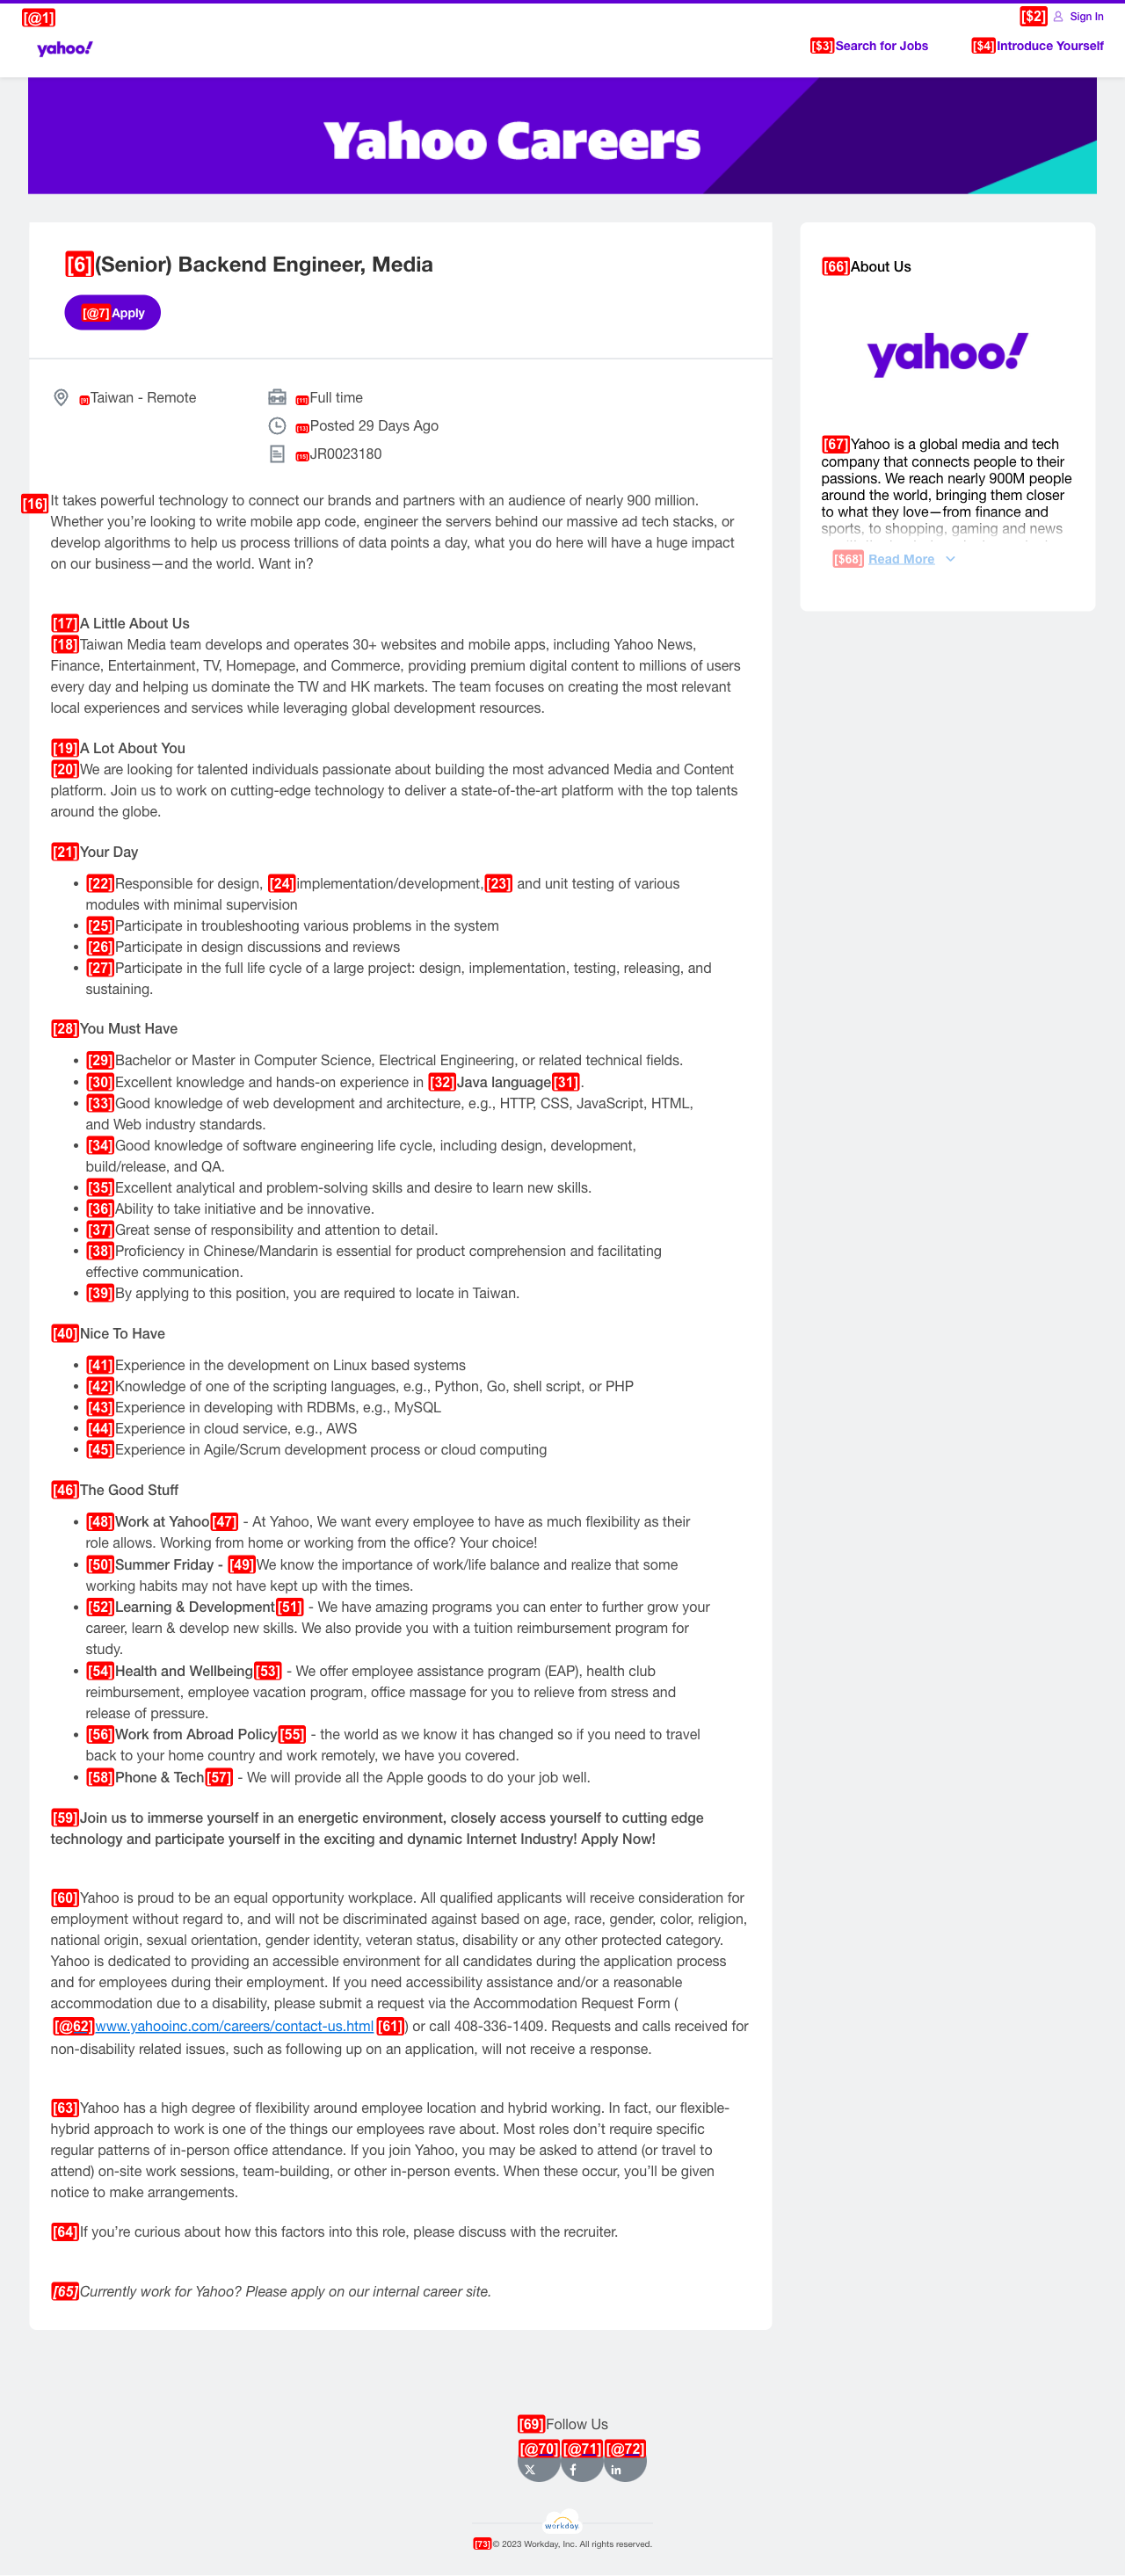 [@1]
[$2] Sign In
yahoo!
[$3]Search for Jobs
[$4]Introduce Yourself
Yahoo Careers
[6](Senior) Backend Engineer, Media
[@7] Apply
[9]Taiwan - Remote
[11]Full time
[13]Posted 29 Days Ago
[15]JR0023180
[16]It takes powerful technology to connect our brands and partners with an audience of nearly 900 million.
Whether you’re looking to write mobile app code, engineer the servers behind our massive ad tech stacks, or
develop algorithms to help us process trillions of data points a day, what you do here will have a huge impact
on our business—and the world. Want in?
[17]A Little About Us
[18]Taiwan Media team develops and operates 30+ websites and mobile apps, including Yahoo News,
Finance, Entertainment, TV, Homepage, and Commerce, providing premium digital content to millions of users
every day and helping us dominate the TW and HK markets. The team focuses on creating the most relevant
local experiences and services while leveraging global development resources.
[19]A Lot About You
[20]We are looking for talented individuals passionate about building the most advanced Media and Content
platform. Join us to work on cutting-edge technology to deliver a state-of-the-art platform with the top talents
around the globe.
[21]Your Day
• [22]Responsible for design, [24]implementation/development,[23] and unit testing of various
modules with minimal supervision
• [25]Participate in troubleshooting various problems in the system
• [26]Participate in design discussions and reviews
• [27]Participate in the full life cycle of a large project: design, implementation, testing, releasing, and
sustaining.
[28]You Must Have
• [29]Bachelor or Master in Computer Science, Electrical Engineering, or related technical fields.
• [30]Excellent knowledge and hands-on experience in [32]Java language[31].
• [33]Good knowledge of web development and architecture, e.g., HTTP, CSS, JavaScript, HTML,
and Web industry standards.
• [34]Good knowledge of software engineering life cycle, including design, development,
build/release, and QA.
• [35]Excellent analytical and problem-solving skills and desire to learn new skills.
• [36]Ability to take initiative and be innovative.
• [37]Great sense of responsibility and attention to detail.
• [38]Proficiency in Chinese/Mandarin is essential for product comprehension and facilitating
effective communication.
• [39]By applying to this position, you are required to locate in Taiwan.
[40]Nice To Have
• [41]Experience in the development on Linux based systems
• [42]Knowledge of one of the scripting languages, e.g., Python, Go, shell script, or PHP
• [43]Experience in developing with RDBMs, e.g., MySQL
• [44]Experience in cloud service, e.g., AWS
• [45]Experience in Agile/Scrum development process or cloud computing
[46]The Good Stuff
• [48]Work at Yahoo[47] - At Yahoo, We want every employee to have as much flexibility as their
role allows. Working from home or working from the office? Your choice!
• [50]Summer Friday - [49]We know the importance of work/life balance and realize that some
working habits may not have kept up with the times.
• [52]Learning & Development[51] - We have amazing programs you can enter to further grow your
career, learn & develop new skills. We also provide you with a tuition reimbursement program for
study.
• [54]Health and Wellbeing[53] - We offer employee assistance program (EAP), health club
reimbursement, employee vacation program, office massage for you to relieve from stress and
release of pressure.
• [56]Work from Abroad Policy[55] - the world as we know it has changed so if you need to travel
back to your home country and work remotely, we have you covered.
• [58]Phone & Tech[57] - We will provide all the Apple goods to do your job well.
[59]Join us to immerse yourself in an energetic environment, closely access yourself to cutting edge
technology and participate yourself in the exciting and dynamic Internet Industry! Apply Now!
[60]Yahoo is proud to be an equal opportunity workplace. All qualified applicants will receive consideration for
employment without regard to, and will not be discriminated against based on age, race, gender, color, religion,
national origin, sexual orientation, gender identity, veteran status, disability or any other protected category.
Yahoo is dedicated to providing an accessible environment for all candidates during the application process
and for employees during their employment. If you need accessibility assistance and/or a reasonable
accommodation due to a disability, please submit a request via the Accommodation Request Form (
[@62]www.yahooinc.com/careers/contact-us.html [61]) or call 408-336-1409. Requests and calls received for
non-disability related issues, such as following up on an application, will not receive a response.
[63]Yahoo has a high degree of flexibility around employee location and hybrid working. In fact, our flexible-
hybrid approach to work is one of the things our employees rave about. Most roles don’t require specific
regular patterns of in-person office attendance. If you join Yahoo, you may be asked to attend (or travel to
attend) on-site work sessions, team-building, or other in-person events. When these occur, you’ll be given
notice to make arrangements.
[64]If you’re curious about how this factors into this role, please discuss with the recruiter.
[65]Currently work for Yahoo? Please apply on our internal career site.
[66]About Us
yahoo!
[67]Yahoo is a global media and tech
company that connects people to their
passions. We reach nearly 900M people
around the world, bringing them closer
to what they love—from finance and
sports, to shopping, gaming and news
[$68] Read More
[69]Follow Us
[@70][@71][@72]
workday
[73]© 2023 Workday, Inc. All rights reserved.